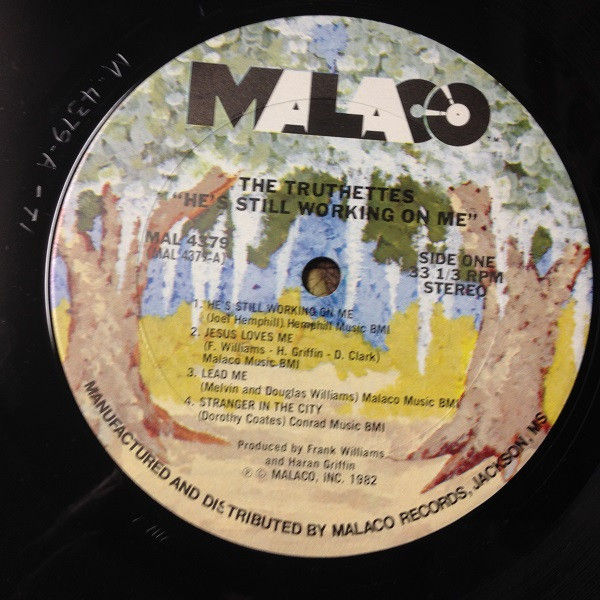 MALACO
THE TRUTHETTES
"HE'S STILL WORKING ON ME"
MAL 4379
(MAL 4379-A)
SIDE ONE
33 1/3 RPM
STEREO
1. HE'S STILL WORKING ON ME
(Joel Hemphill) Hemphill Music BMI
2. JESUS LOVES ME
(F. Williams - H. Griffin - D. Clark)
Malaco Music BMI
3. LEAD ME
(Melvin and Douglas Williams) Malaco Music BMI
4. STRANGER IN THE CITY
(Dorothy Coates) Conrad Music BMI
Produced by Frank Williams
and Haran Griffin
Ⓟ © MALACO, INC. 1982
MANUFACTURED AND DISTRIBUTED BY MALACO RECORDS, JACKSON, MS